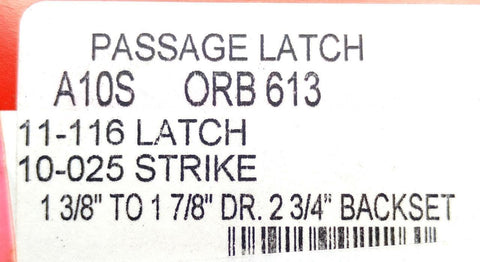 PASSAGE LATCH
A10S ORB 613
11-116 LATCH
10-025 STRIKE
1 3/8" TO 1 7/8" DR. 2 3/4" BACKSET